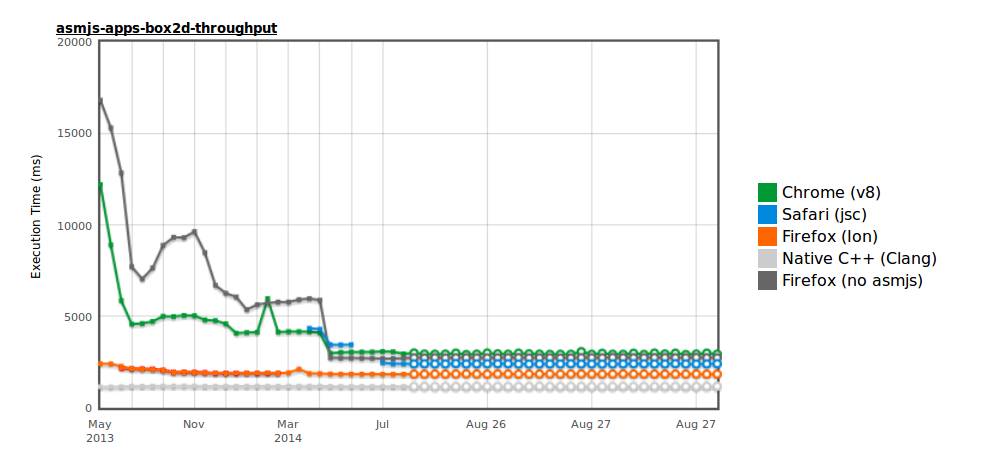 asmjs-apps-box2d-throughput
20000
15000
10000
5000
0
Execution Time (ms)
May 2013
Nov
Mar 2014
Jul
Aug 26
Aug 27
Aug 27
Chrome (v8)
Safari (jsc)
Firefox (Ion)
Native C++ (Clang)
Firefox (no asmjs)